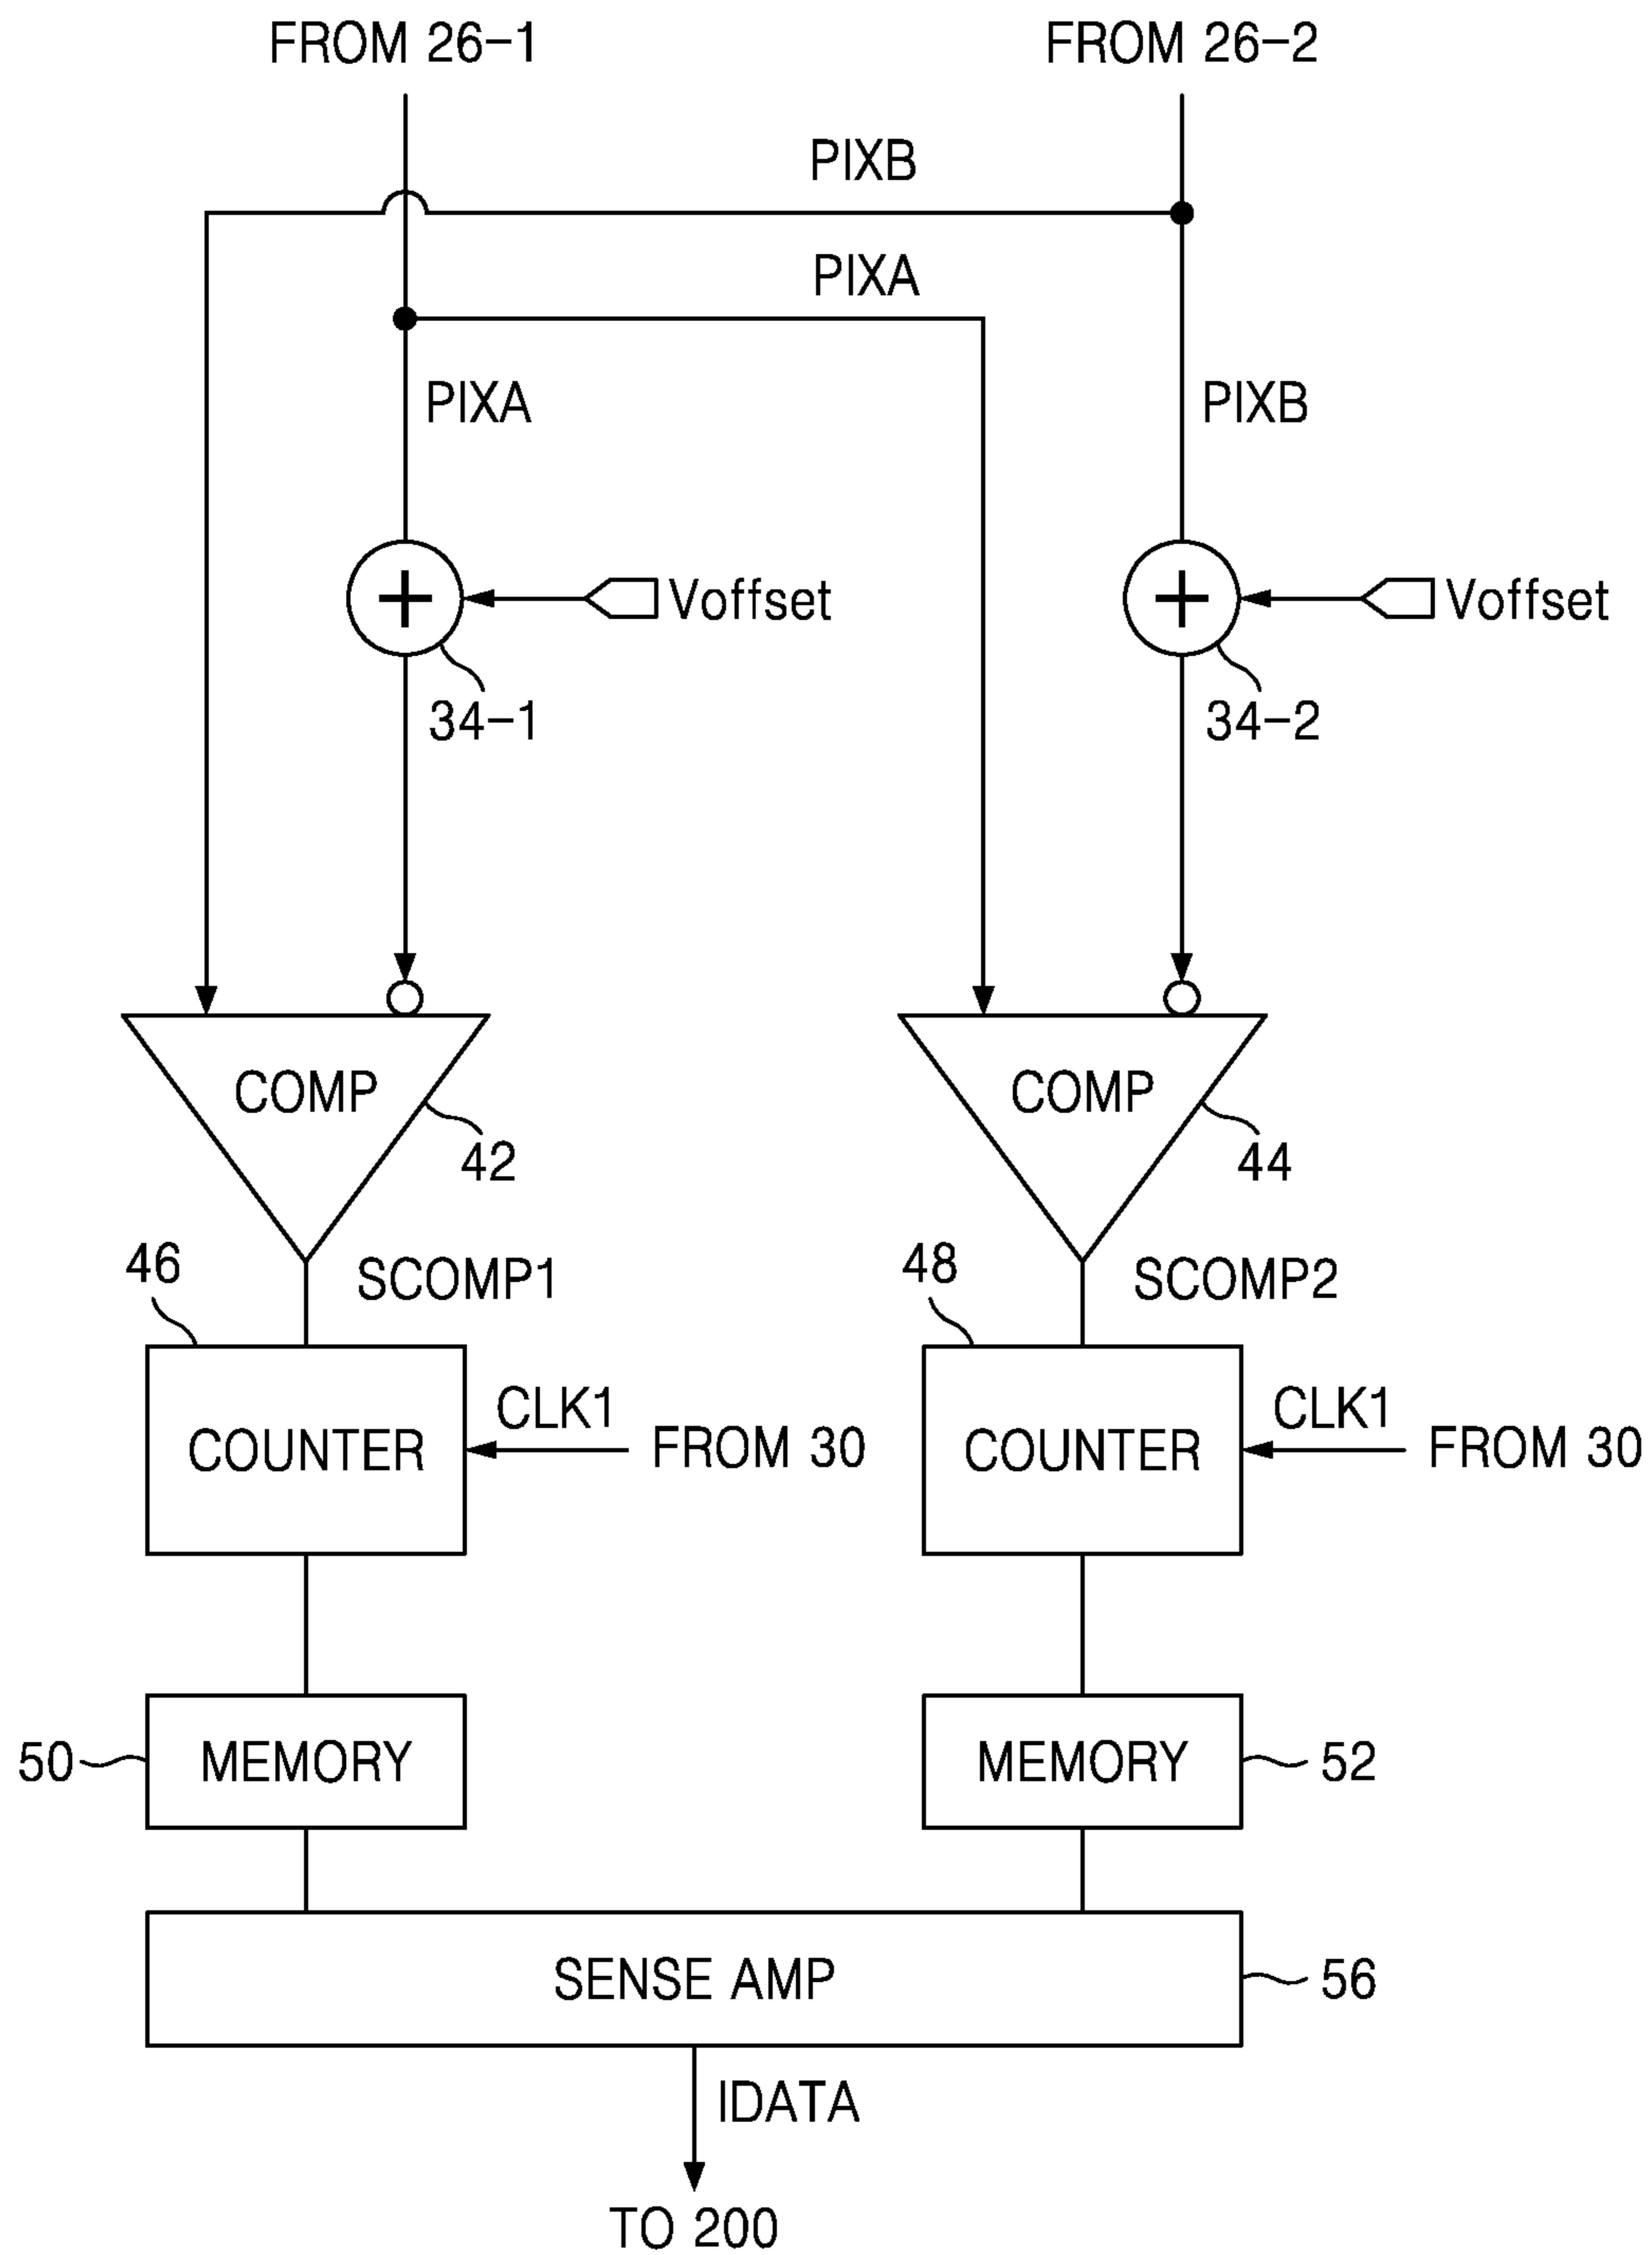 FROM 26-1
FROM 26-2
PIXB
PIXA
PIXA
PIXB
Voffset
Voffset
34-1
34-2
COMP
COMP
42
44
46
SCOMP1
48
SCOMP2
CLK1
CLK1
COUNTER
FROM 30
COUNTER
FROM 30
50
MEMORY
MEMORY
52
SENSE AMP
56
IDATA
TO 200